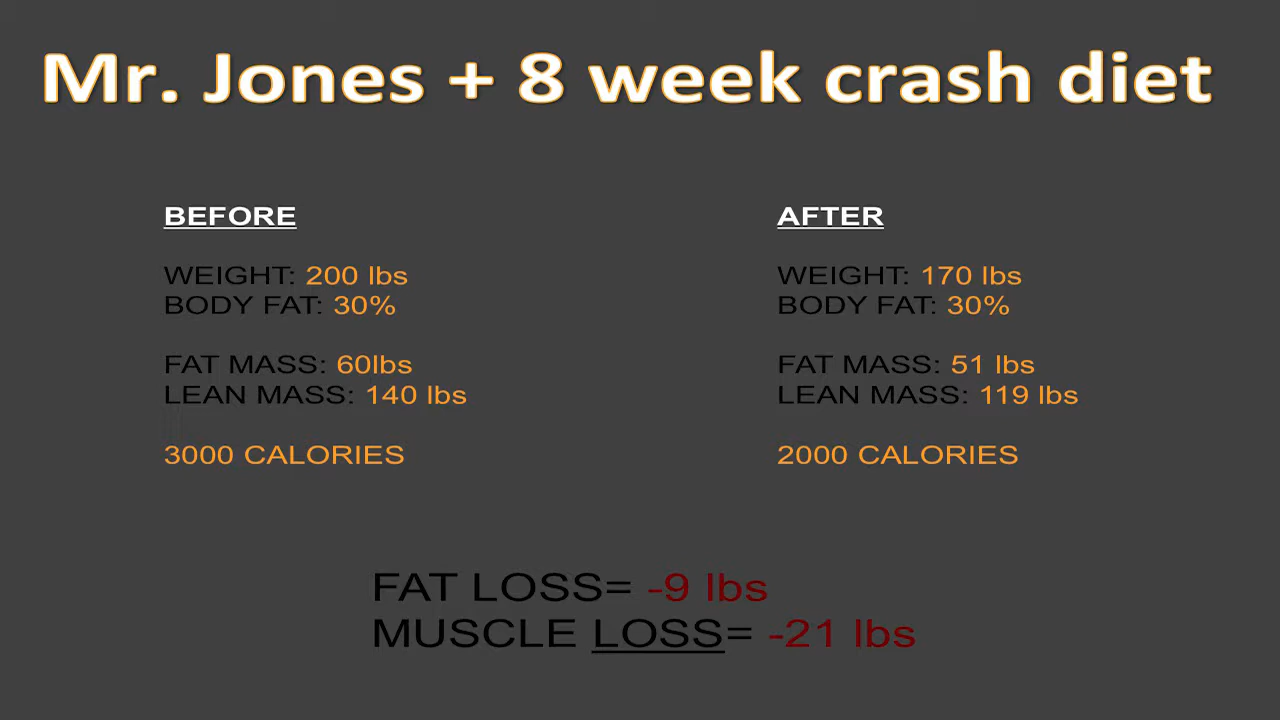 Mr. Jones + 8 week crash diet
BEFORE
WEIGHT: 200 lbs
BODY FAT: 30%
FAT MASS: 60lbs
LEAN MASS: 140 lbs
3000 CALORIES
AFTER
WEIGHT: 170 lbs
BODY FAT: 30%
FAT MASS: 51 lbs
LEAN MASS: 119 lbs
2000 CALORIES
FAT LOSS= -9 lbs
MUSCLE LOSS= -21 lbs